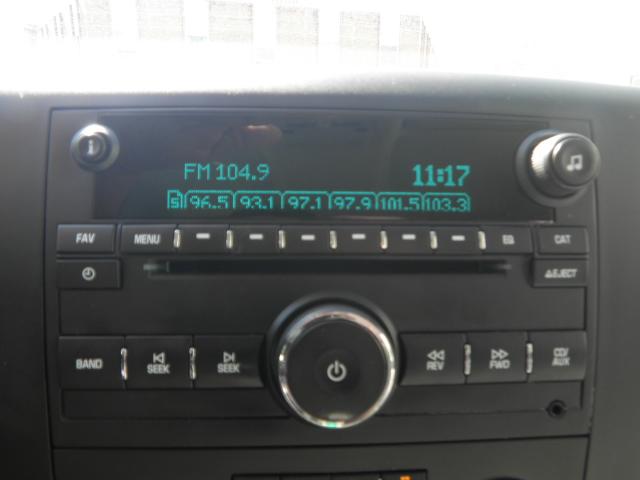 i
FM 104.9 11:17
S 96.5 93.1 97.1 97.9 101.5 103.3
FAV MENU EQ CAT
EJECT
BAND SEEK SEEK REV FWD CD/
AUX